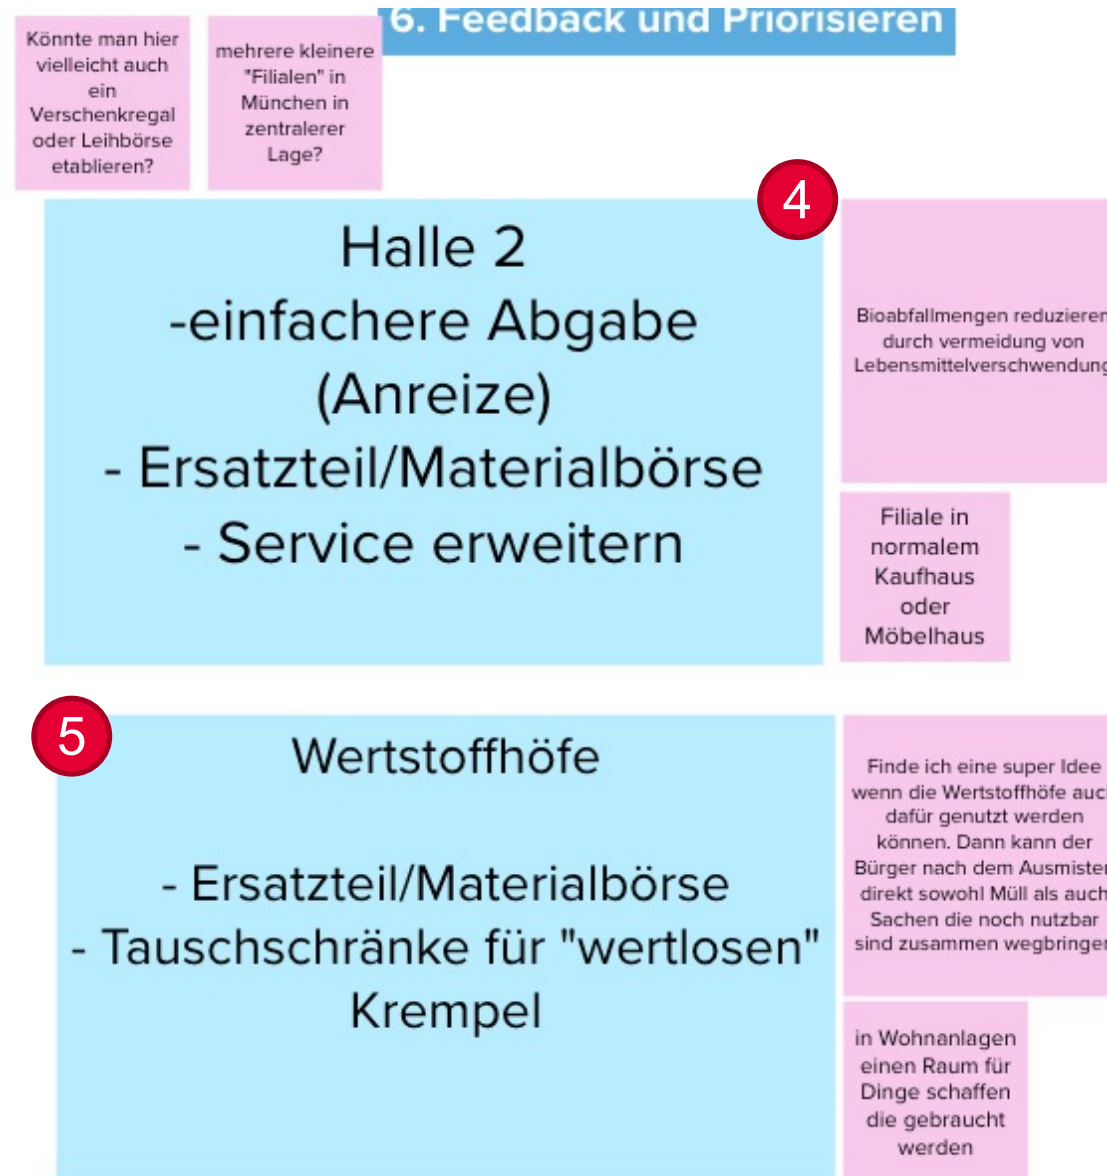 6. Feedback und Priorisieren
Könnte man hier
vielleicht auch
ein
Verschenkregal
oder Leihbörse
etablieren?
mehrere kleinere
"Filialen" in
München in
zentralerer
Lage?
4
Halle 2
-einfachere Abgabe
(Anreize)
- Ersatzteil/Materialbörse
- Service erweitern
Bioabfallmengen reduzieren
durch vermeidung von
Lebensmittelverschwendung
Filiale in
normalem
Kaufhaus
oder
Möbelhaus
5
Wertstoffhöfe
- Ersatzteil/Materialbörse
- Tauschschränke für "wertlosen"
Krempel
Finde ich eine super Idee
wenn die Wertstoffhöfe auch
dafür genutzt werden
können. Dann kann der
Bürger nach dem Ausmisten
direkt sowohl Müll als auch
Sachen die noch nutzbar
sind zusammen wegbringen
in Wohnanlagen
einen Raum für
Dinge schaffen
die gebraucht
werden